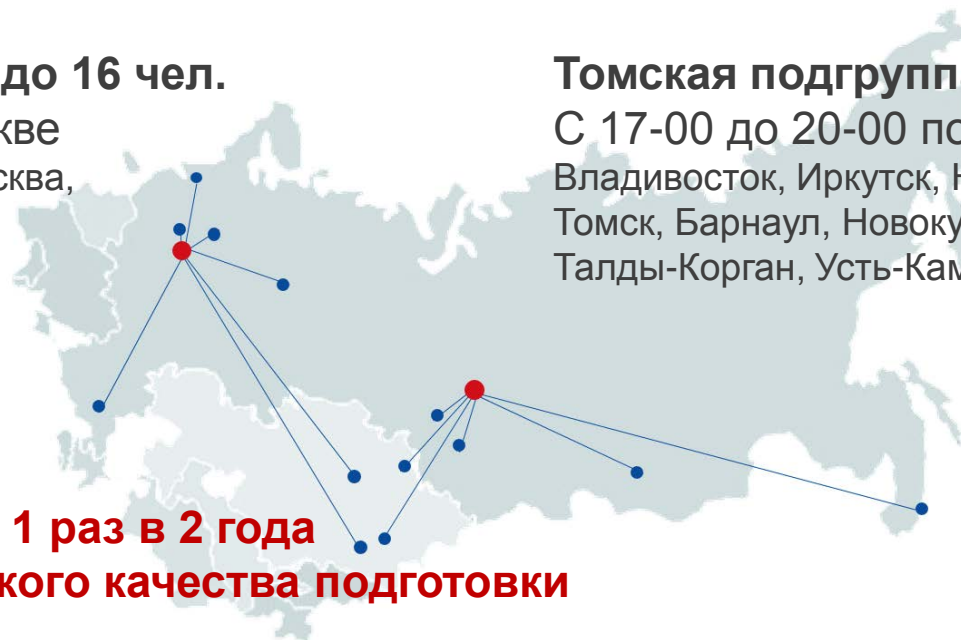 до 16 чел.
кве
сква,
Томская подгрупп
С 17-00 до 20-00 по
Владивосток, Иркутск, Н
Томск, Барнаул, Новоку
Талды-Корган, Усть-Кам
1 раз в 2 года
кого качества подготовки